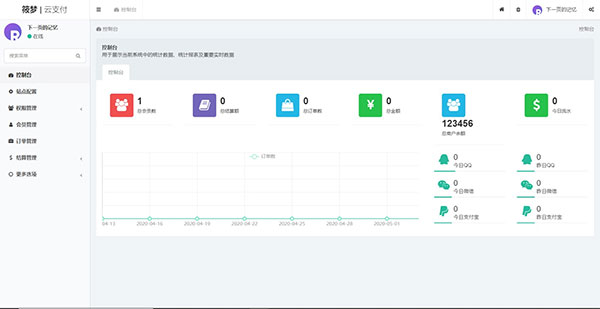 筱梦 | 云支付
控制台
下一页的记忆
下一页的记忆
在线
搜索菜单
控制台
站点配置
权限管理
会员管理
订单管理
结算管理
更多选项
控制台
控制台
控制台
用于展示当前系统中的统计数据、统计报表及重要实时数据
控制台
1
总会员数
0
总结算额
0
总订单数
0
总金额
123456
总商户余额
0
今日流水
订单数
04-13
2020-04-16
2020-04-19
2020-04-22
2020-04-25
2020-04-28
2020-05-01
0
今日QQ
0
昨日QQ
0
今日微信
0
昨日微信
0
今日支付宝
0
昨日支付宝